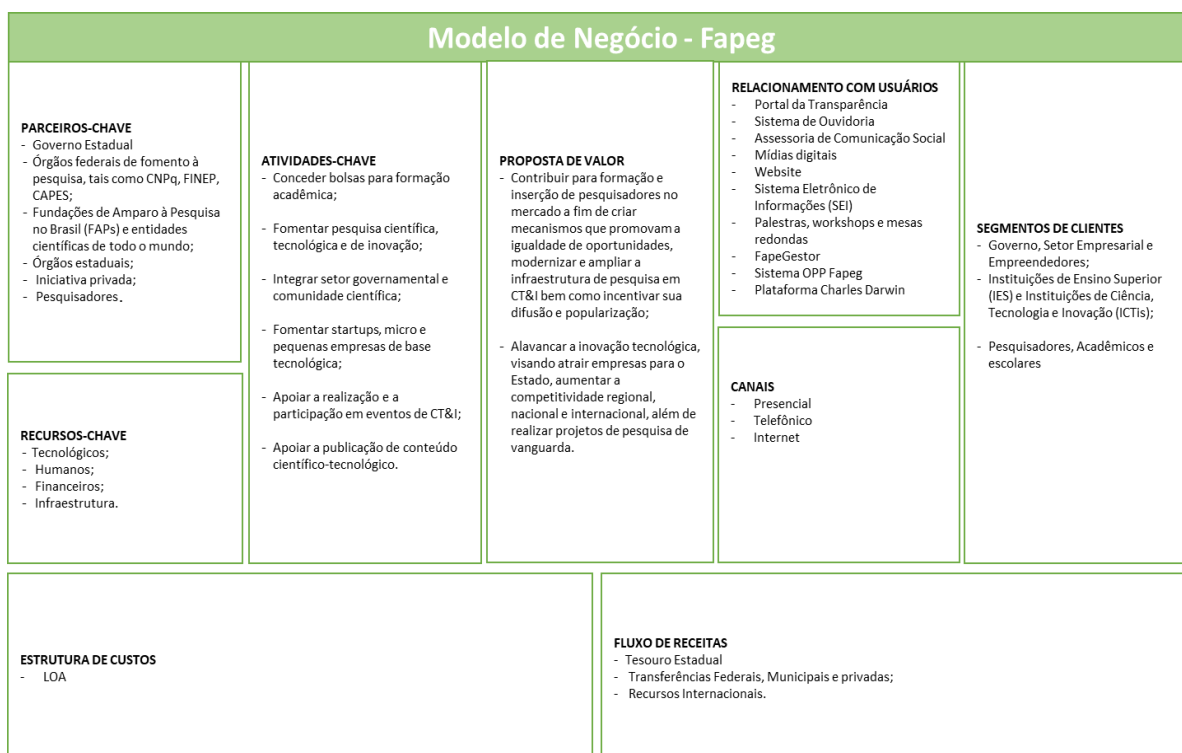 Modelo de Negócio - Fapeg
PARCEIROS-CHAVE
- Governo Estadual
- Órgãos federais de fomento à
pesquisa, tais como CNPq, FINEP,
CAPES;
- Fundações de Amparo à Pesquisa
no Brasil (FAPs) e entidades
científicas de todo o mundo;
- Órgãos estaduais;
- Iniciativa privada;
- Pesquisadores.
RECURSOS-CHAVE
- Tecnológicos;
- Humanos;
- Financeiros;
- Infraestrutura.
ATIVIDADES-CHAVE
- Conceder bolsas para formação
acadêmica;
- Fomentar pesquisa científica,
tecnológica e de inovação;
- Integrar setor governamental e
comunidade científica;
- Fomentar startups, micro e
pequenas empresas de base
tecnológica;
- Apoiar a realização e a
participação em eventos de CT&I;
- Apoiar a publicação de conteúdo
científico-tecnológico.
PROPOSTA DE VALOR
- Contribuir para formação e
inserção de pesquisadores no
mercado a fim de criar
mecanismos que promovam a
igualdade de oportunidades,
modernizar e ampliar a
infraestrutura de pesquisa em
CT&I bem como incentivar sua
difusão e popularização;
- Alavancar a inovação tecnológica,
visando atrair empresas para o
Estado, aumentar a
competitividade regional,
nacional e internacional, além de
realizar projetos de pesquisa de
vanguarda.
RELACIONAMENTO COM USUÁRIOS
- Portal da Transparência
- Sistema de Ouvidoria
- Assessoria de Comunicação Social
- Mídias digitais
- Website
- Sistema Eletrônico de
Informações (SEI)
- Palestras, workshops e mesas
redondas
- FapeGestor
- Sistema OPP Fapeg
- Plataforma Charles Darwin
CANAIS
- Presencial
- Telefônico
- Internet
SEGMENTOS DE CLIENTES
- Governo, Setor Empresarial e
Empreendedores;
- Instituições de Ensino Superior
(IES) e Instituições de Ciência,
Tecnologia e Inovação (ICTis);
- Pesquisadores, Acadêmicos e
escolares
ESTRUTURA DE CUSTOS
- LOA
FLUXO DE RECEITAS
- Tesouro Estadual
- Transferências Federais, Municipais e privadas;
- Recursos Internacionais.